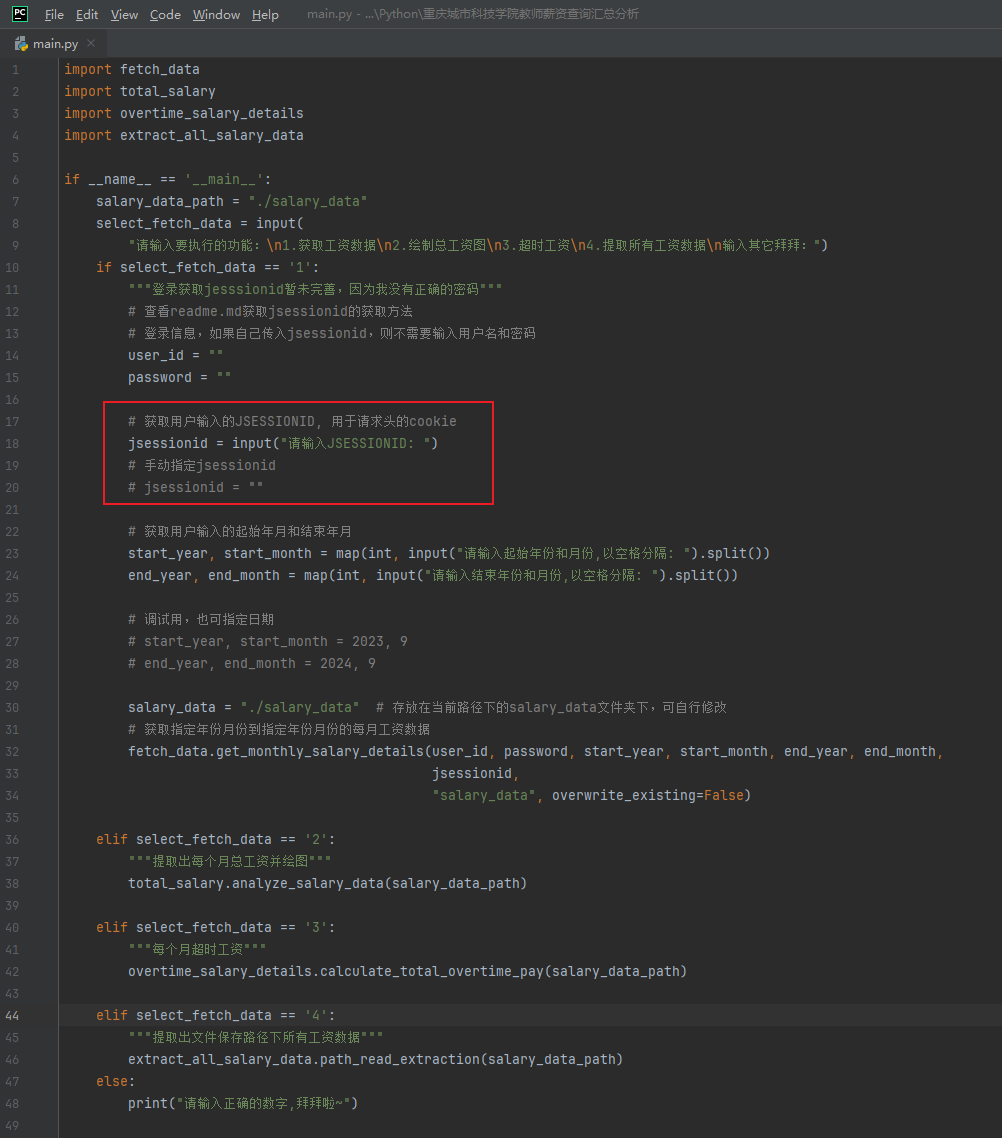 PC File Edit View Code Window Help main.py - ...\Python\重庆城市科技学院教师薪资查询汇总分析
main.py ×
1 import fetch_data
2 import total_salary
3 import overtime_salary_details
4 import extract_all_salary_data
5
6 if __name__ == '__main__':
7 salary_data_path = "./salary_data"
8 select_fetch_data = input(
9 "请输入要执行的功能：\n1.获取工资数据\n2.绘制总工资图\n3.超时工资\n4.提取所有工资数据\n输入其它拜拜：")
10 if select_fetch_data == '1':
11 """登录获取jesssionid暂未完善，因为我没有正确的密码"""
12 # 查看readme.md获取jsessionid的获取方法
13 # 登录信息，如果自己传入jsessionid，则不需要输入用户名和密码
14 user_id = ""
15 password = ""
16
17 # 获取用户输入的JSESSIONID, 用于请求头的cookie
18 jsessionid = input("请输入JSESSIONID: ")
19 # 手动指定jsessionid
20 # jsessionid = ""
21
22 # 获取用户输入的起始年月和结束年月
23 start_year, start_month = map(int, input("请输入起始年份和月份,以空格分隔: ").split())
24 end_year, end_month = map(int, input("请输入结束年份和月份,以空格分隔: ").split())
25
26 # 调试用，也可指定日期
27 # start_year, start_month = 2023, 9
28 # end_year, end_month = 2024, 9
29
30 salary_data = "./salary_data"  # 存放在当前路径下的salary_data文件夹下，可自行修改
31 # 获取指定年份月份到指定年份月份的每月工资数据
32 fetch_data.get_monthly_salary_details(user_id, password, start_year, start_month, end_year, end_month,
33 jsessionid,
34 "salary_data", overwrite_existing=False)
35
36 elif select_fetch_data == '2':
37 """提取出每个月总工资并绘图"""
38 total_salary.analyze_salary_data(salary_data_path)
39
40 elif select_fetch_data == '3':
41 """每个月超时工资"""
42 overtime_salary_details.calculate_total_overtime_pay(salary_data_path)
43
44 elif select_fetch_data == '4':
45 """提取出文件保存路径下所有工资数据"""
46 extract_all_salary_data.path_read_extraction(salary_data_path)
47 else:
48 print("请输入正确的数字,拜拜啦~")
49